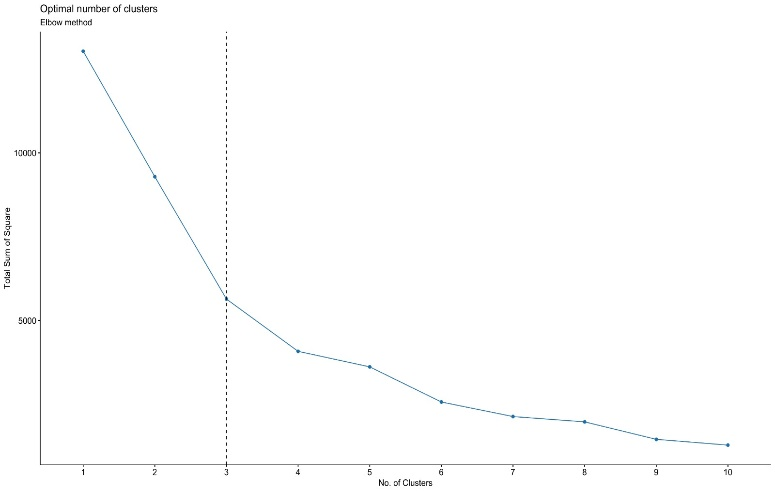 Optimal number of clusters
Elbow method
10000
5000
Total Sum of Square
1 2 3 4 5 6 7 8 9 10
No. of Clusters